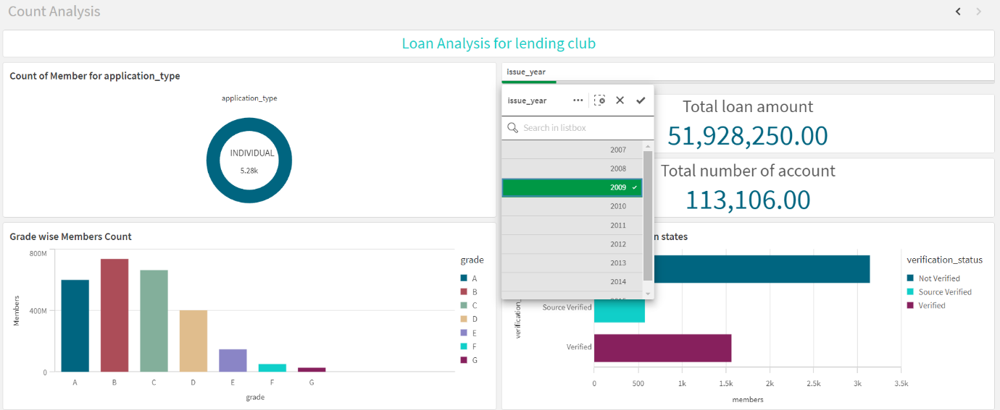 Count Analysis
Loan Analysis for lending club
Count of Member for application_type
application_type
INDIVIDUAL
5.28k
issue_year
issue_year
Search in listbox
2007
2008
2009
2010
2011
2012
2013
2014
Total loan amount
51,928,250.00
Total number of account
113,106.00
Grade wise Members Count
800M
400M
0
Members
A
B
C
D
E
F
G
grade
grade
A
B
C
D
E
F
G
n states
verification_
Source Verified
Verified
0
500
1k
1.5k
2k
2.5k
3k
3.5k
members
verification_status
Not Verified
Source Verified
Verified